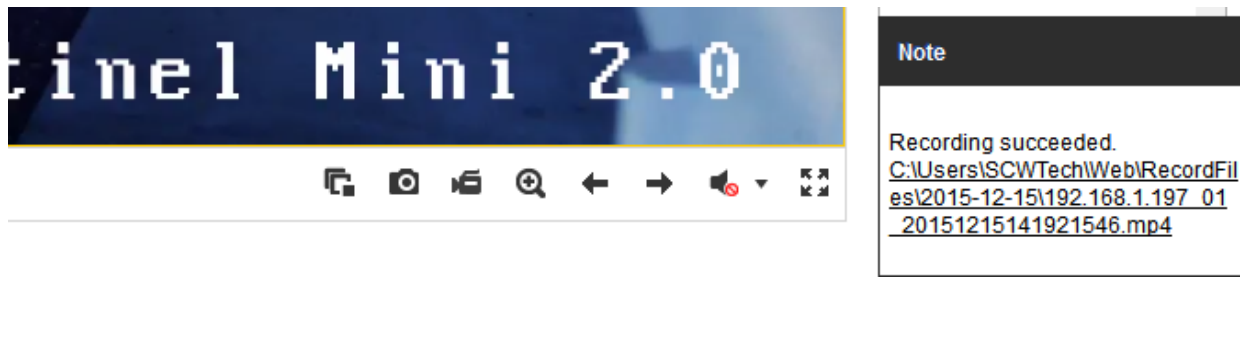 tinel Mini 2.0
Note
Recording succeeded.
C:\Users\SCWTech\Web\RecordFil
es\2015-12-15\192.168.1.197_01
_20151215141921546.mp4